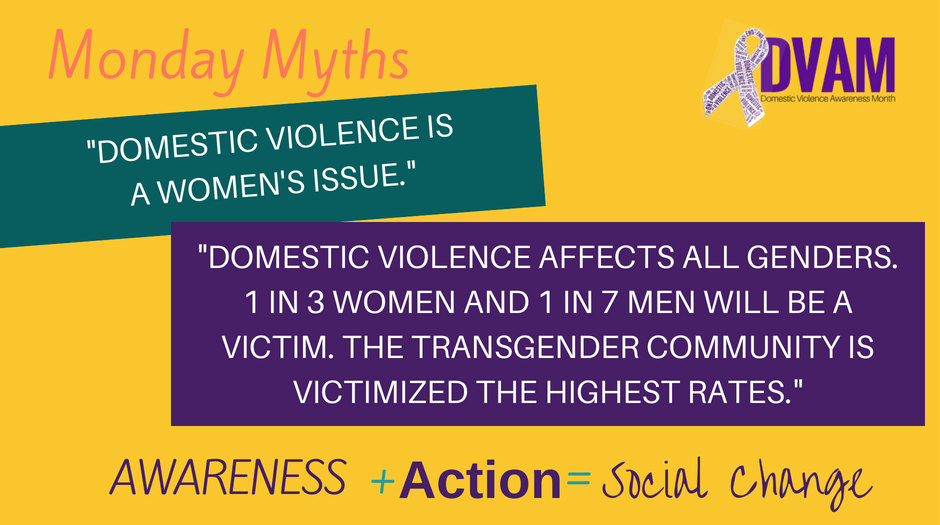 Monday Myths
DVAM
Domestic Violence Awareness Month
"DOMESTIC VIOLENCE IS
A WOMEN'S ISSUE."
"DOMESTIC VIOLENCE AFFECTS ALL GENDERS.
1 IN 3 WOMEN AND 1 IN 7 MEN WILL BE A
VICTIM. THE TRANSGENDER COMMUNITY IS
VICTIMIZED THE HIGHEST RATES."
AWARENESS + Action = Social Change